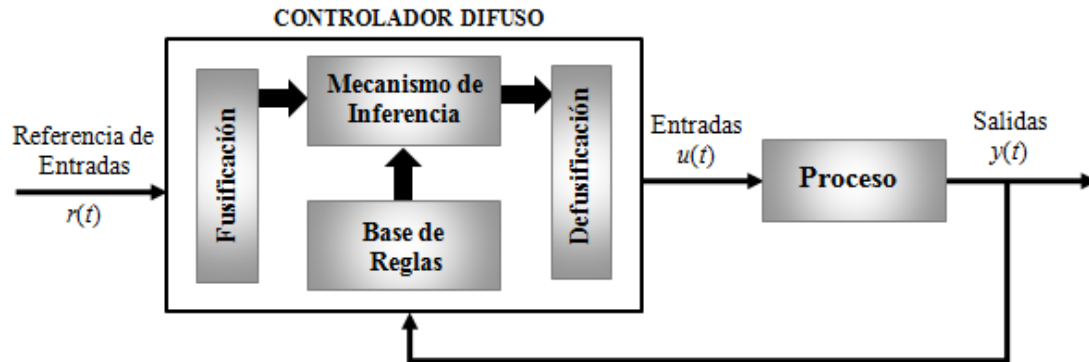 CONTROLADOR DIFUSO
Referencia de
Entradas
r(t)
Fusificación
Mecanismo de
Inferencia
Base de
Reglas
Defusificación
Entradas
u(t)
Proceso
Salidas
y(t)